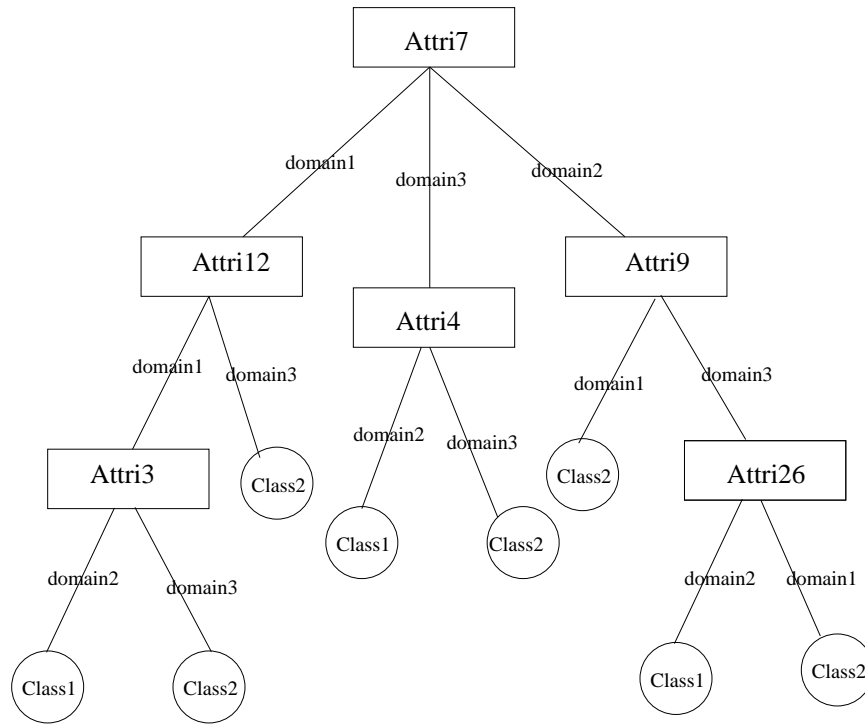 Attri7
domain1
domain3
domain2
Attri12
Attri9
Attri4
domain1
domain3
domain1
domain3
domain2
domain3
Attri3
Class2
Class2
Attri26
Class1
Class2
domain2
domain3
domain2
domain1
Class1
Class2
Class1
Class2